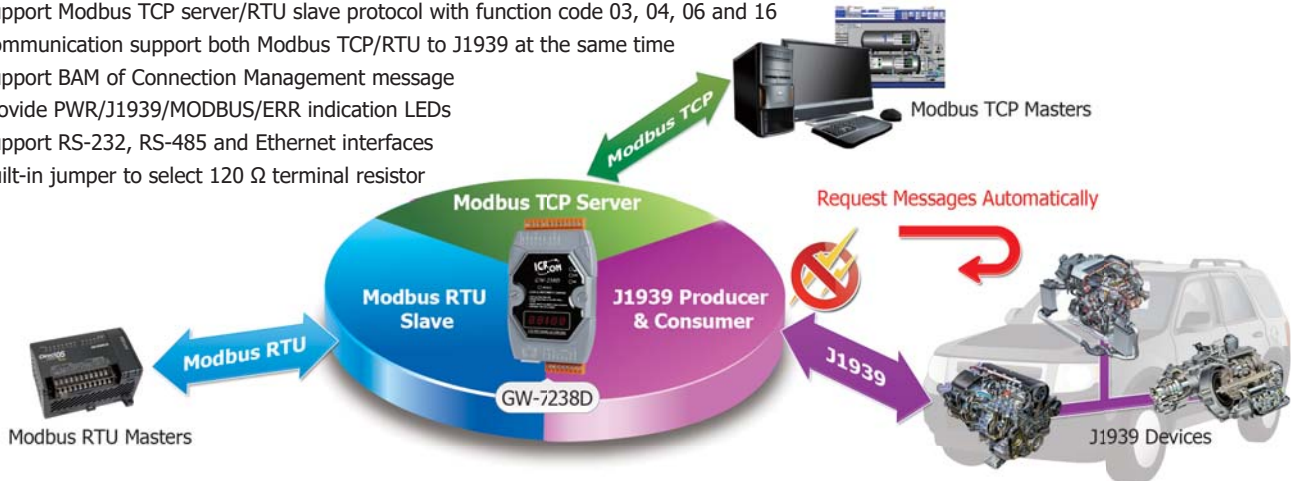 upport Modbus TCP server/RTU slave protocol with function code 03, 04, 06 and 16
ommunication support both Modbus TCP/RTU to J1939 at the same time
upport BAM of Connection Management message
ovide PWR/J1939/MODBUS/ERR indication LEDs
upport RS-232, RS-485 and Ethernet interfaces
uilt-in jumper to select 120 Ω terminal resistor
Modbus TCP
Modbus TCP Masters
Modbus TCP Server
Request Messages Automatically
Modbus RTU
Slave
J1939 Producer
& Consumer
Modbus RTU
J1939
GW-7238D
Modbus RTU Masters
J1939 Devices